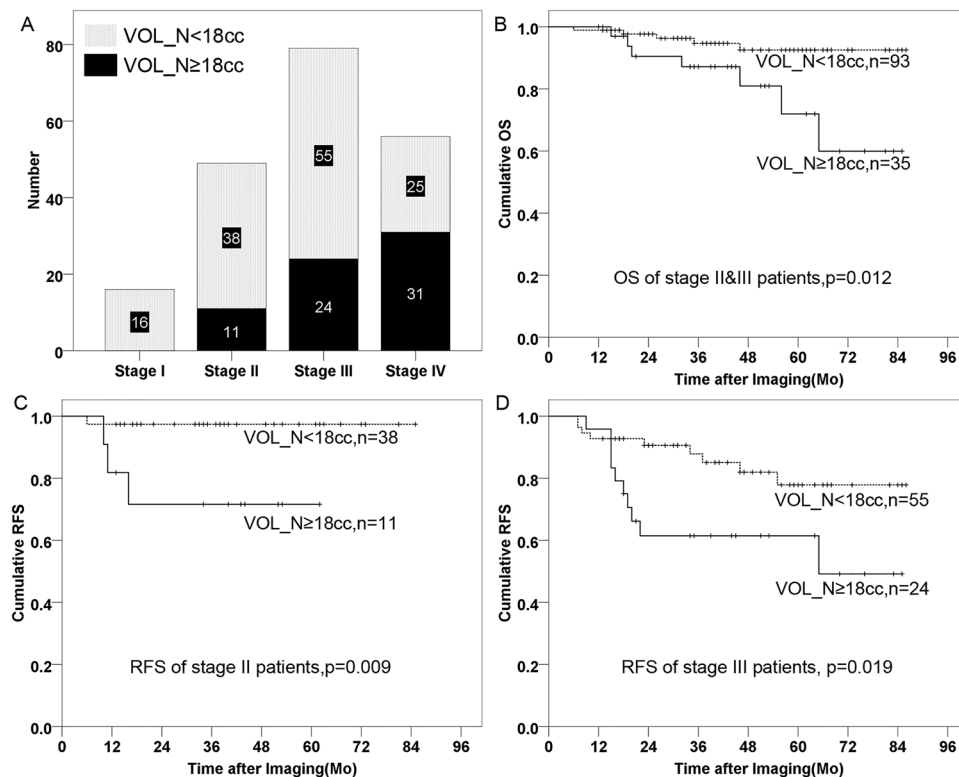 A
VOL_N<18cc
VOL_N≥18cc
Number
80
60
40
20
0
16
38
11
55
24
25
31
Stage I Stage II Stage III Stage IV
B
Cumulative OS
1.0
0.8
0.6
0.4
0.2
0.0
VOL_N<18cc,n=93
VOL_N≥18cc,n=35
OS of stage II&III patients,p=0.012
0 12 24 36 48 60 72 84 96
Time after Imaging(Mo)
C
Cumulative RFS
1.0
0.8
0.6
0.4
0.2
0.0
VOL_N<18cc,n=38
VOL_N≥18cc,n=11
RFS of stage II patients,p=0.009
0 12 24 36 48 60 72 84 96
Time after Imaging(Mo)
D
Cumulative RFS
1.0
0.8
0.6
0.4
0.2
0.0
VOL_N<18cc,n=55
VOL_N≥18cc,n=24
RFS of stage III patients, p=0.019
0 12 24 36 48 60 72 84 96
Time after Imaging(Mo)